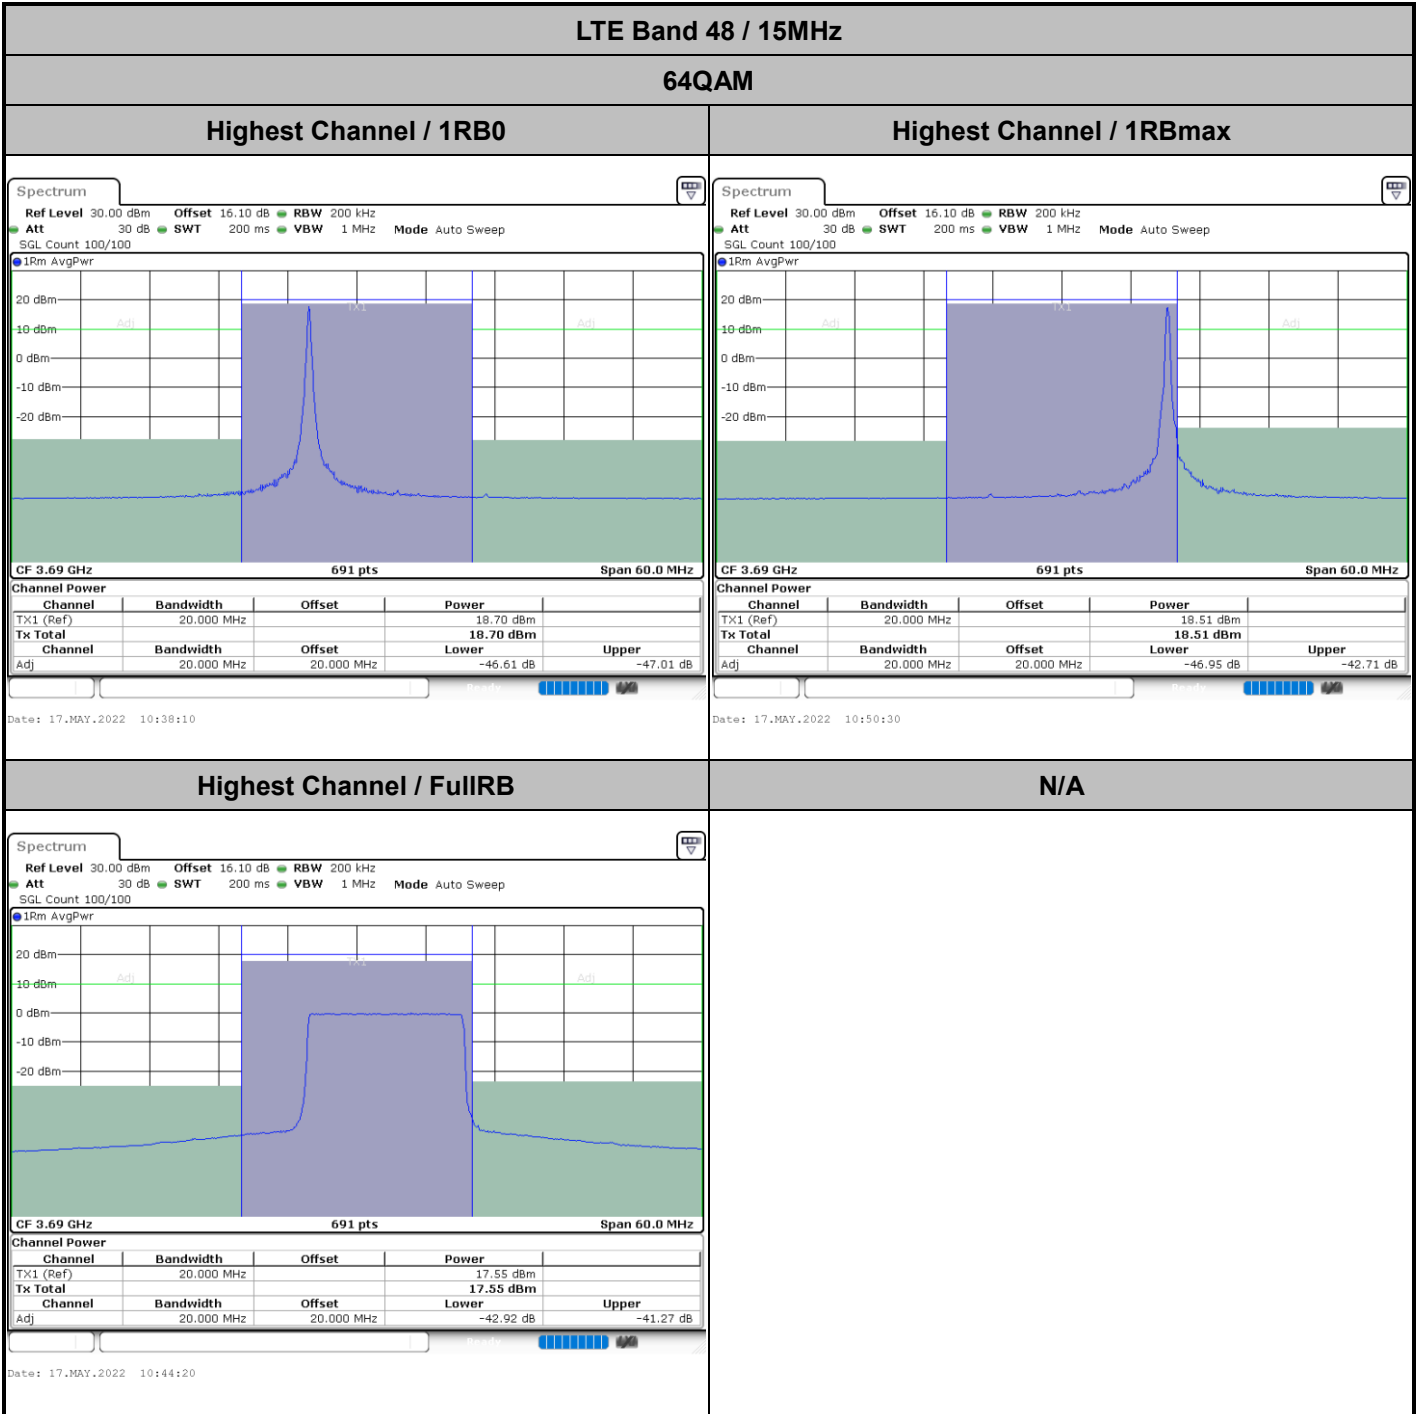 LTE Band 48 / 15MHz
64QAM
Highest Channel / 1RB0
Highest Channel / 1RBmax
Spectrum
Ref Level 30.00 dBm Offset 16.10 dB RBW 200 kHz
Att 30 dB SWT 200 ms VBW 1 MHz Mode Auto Sweep
SGL Count 100/100
1Rm AvgPwr
TX1
20 dBm
Adj
Adj
10 dBm
0 dBm
-10 dBm
-20 dBm
CF 3.69 GHz 691 pts Span 60.0 MHz
Channel Power
Channel Bandwidth Offset Power
TX1 (Ref) 20.000 MHz 18.70 dBm
Tx Total 18.70 dBm
Channel Bandwidth Offset Lower Upper
Adj 20.000 MHz 20.000 MHz -46.61 dB -47.01 dB
Ready
Date: 17.MAY.2022 10:38:10
Spectrum
Ref Level 30.00 dBm Offset 16.10 dB RBW 200 kHz
Att 30 dB SWT 200 ms VBW 1 MHz Mode Auto Sweep
SGL Count 100/100
1Rm AvgPwr
TX1
20 dBm
Adj
Adj
10 dBm
0 dBm
-10 dBm
-20 dBm
CF 3.69 GHz 691 pts Span 60.0 MHz
Channel Power
Channel Bandwidth Offset Power
TX1 (Ref) 20.000 MHz 18.51 dBm
Tx Total 18.51 dBm
Channel Bandwidth Offset Lower Upper
Adj 20.000 MHz 20.000 MHz -46.95 dB -42.71 dB
Ready
Date: 17.MAY.2022 10:50:30
Highest Channel / FullRB
N/A
Spectrum
Ref Level 30.00 dBm Offset 16.10 dB RBW 200 kHz
Att 30 dB SWT 200 ms VBW 1 MHz Mode Auto Sweep
SGL Count 100/100
1Rm AvgPwr
20 dBm
TX1
Adj
Adj
10 dBm
0 dBm
-10 dBm
-20 dBm
CF 3.69 GHz 691 pts Span 60.0 MHz
Channel Power
Channel Bandwidth Offset Power
TX1 (Ref) 20.000 MHz 17.55 dBm
Tx Total 17.55 dBm
Channel Bandwidth Offset Lower Upper
Adj 20.000 MHz 20.000 MHz -42.92 dB -41.27 dB
Ready
Date: 17.MAY.2022 10:44:20